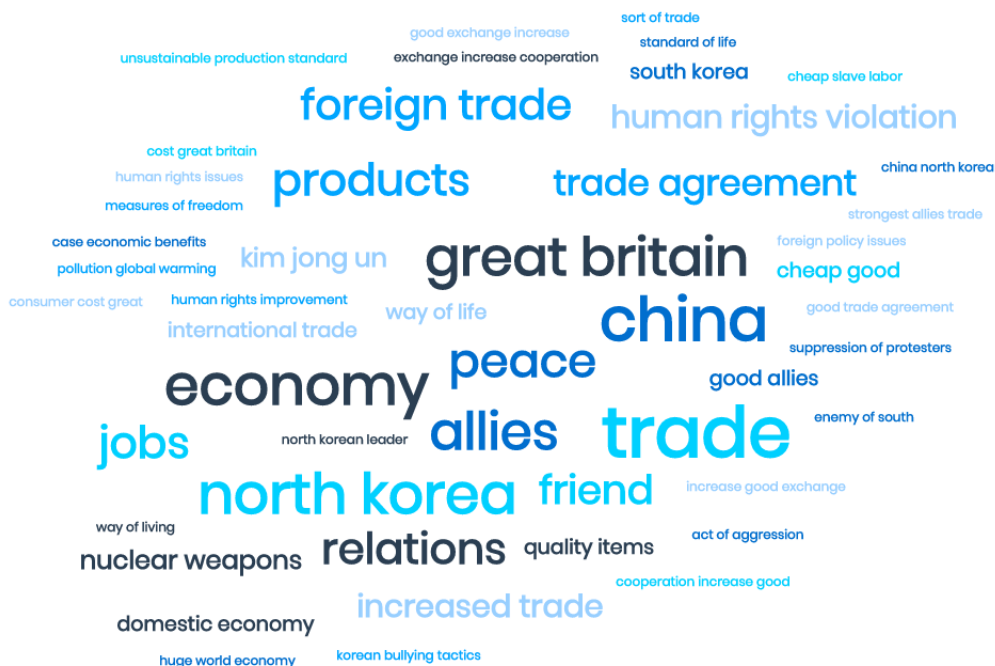 sort of trade
good exchange increase
standard of life
unsustainable production standard
exchange increase cooperation
south korea
cheap slave labor
foreign trade
human rights violation
cost great britain
china north korea
human rights issues
products
trade agreement
measures of freedom
strongest allies trade
case economic benefits
kim jong un
great britain
foreign policy issues
pollution global warming
cheap good
consumer cost great
human rights improvement
way of life
china
good trade agreement
international trade
peace
suppression of protesters
economy
good allies
jobs
north korean leader
allies
trade
enemy of south
north korea
friend
increase good exchange
way of living
nuclear weapons
relations
quality items
act of aggression
cooperation increase good
increased trade
domestic economy
huge world economy
korean bullying tactics